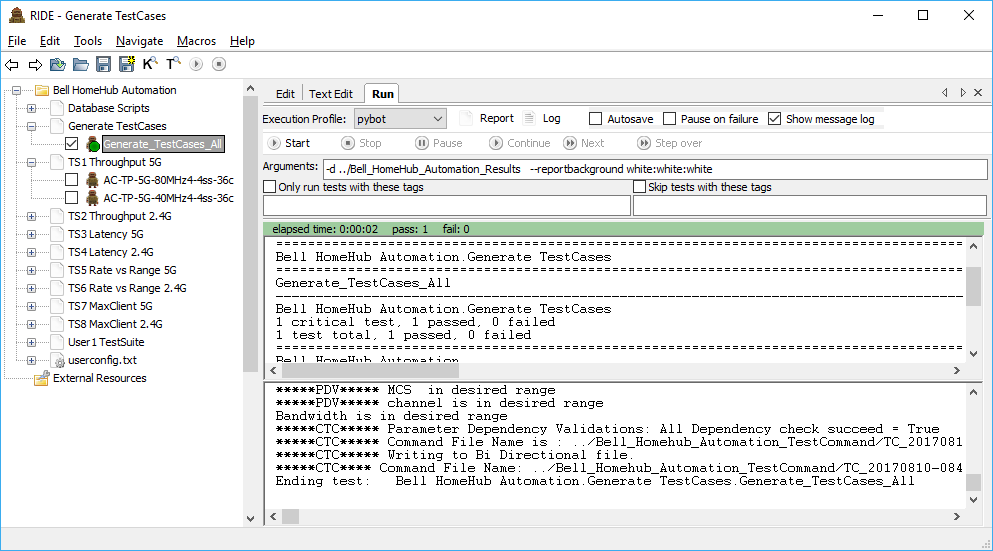 RIDE - Generate TestCases
File Edit Tools Navigate Macros Help
Bell HomeHub Automation
Database Scripts
Generate TestCases
Generate_TestCases_All
TS1 Throughput 5G
AC-TP-5G-80MHz4-4ss-36c
AC-TP-5G-40MHz4-4ss-36c
TS2 Throughput 2.4G
TS3 Latency 5G
TS4 Latency 2.4G
TS5 Rate vs Range 5G
TS6 Rate vs Range 2.4G
TS7 MaxClient 5G
TS8 MaxClient 2.4G
User1 TestSuite
userconfig.txt
External Resources
Edit Text Edit Run
Execution Profile: pybot Report Log Autosave Pause on failure Show message log
Start Stop Pause Continue Next Step over
Arguments: -d ../Bell_HomeHub_Automation_Results --reportbackground white:white:white
Only run tests with these tags Skip tests with these tags
elapsed time: 0:00:02 pass: 1 fail: 0
Bell HomeHub Automation.Generate TestCases
Generate_TestCases_All
Bell HomeHub Automation.Generate TestCases
1 critical test, 1 passed, 0 failed
1 test total, 1 passed, 0 failed
Bell HomeHub Automation
*****PDV***** MCS in desired range
*****PDV***** channel is in desired range
Bandwidth is in desired range
*****CTC***** Parameter Dependency Validations: All Dependency check succeed = True
*****CTC***** Command File Name is : ../Bell_Homehub_Automation_TestCommand/TC_2017081
*****CTC***** Writing to Bi Directional file.
*****CTC**** Command File Name: ../Bell_Homehub_Automation_TestCommand/TC_20170810-084
Ending test: Bell HomeHub Automation.Generate TestCases.Generate_TestCases_All